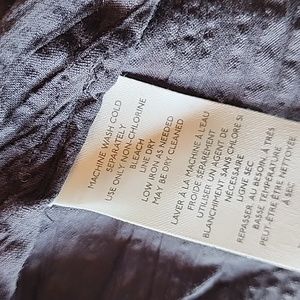 MACHINE WASH COLD
SEPARATELY
USE ONLY NON-CHLORINE
BLEACH
LINE DRY
LOW IRON AS NEEDED
MAY BE DRY CLEANED
LAVER À LA MACHINE À L'EAU
FROIDE SÉPARÉMENT
UTILISER UN AGENT DE
BLANCHIMENT SANS CHLORE SI
NÉCESSAIRE
LIGNE SEC
REPASSER AU BESOIN, À TRÈS
BASSE TEMPÉRATURE
PEUT-ÊTRE ÊTRE NETTOYÉE
À SEC